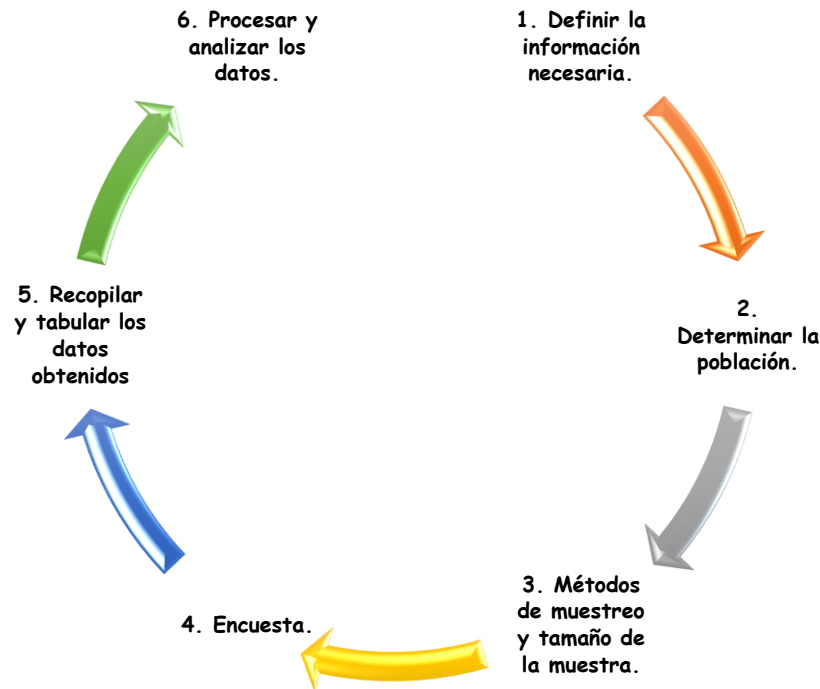 1. Definir la
información
necesaria.
2.
Determinar la
población.
3. Métodos
de muestreo
y tamaño de
la muestra.
4. Encuesta.
5. Recopilar
y tabular los
datos
obtenidos
6. Procesar y
analizar los
datos.